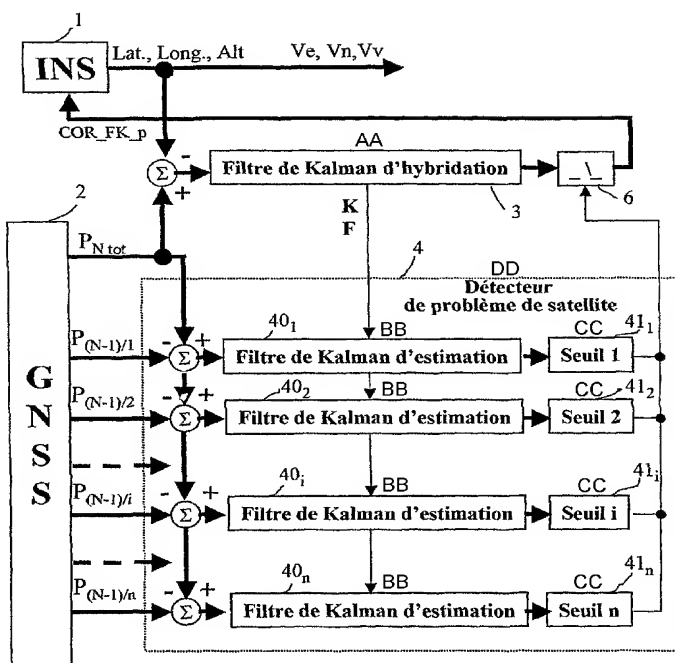 1
Lat., Long., Alt
Ve, Vn,Vv
INS
COR_FK_p
-
Σ
+
AA
Filtre de Kalman d'hybridation
3
_\_
6
2
P_N tot
K
F
4
DD
Détecteur
de problème de satellite
GNSS
P_(N-1)/1
-
Σ
+
40_1
BB
Filtre de Kalman d'estimation
CC
41_1
Seuil 1
P_(N-1)/2
-
Σ
+
40_2
BB
Filtre de Kalman d'estimation
CC
41_2
Seuil 2
P_(N-1)/i
-
Σ
+
40_i
BB
Filtre de Kalman d'estimation
CC
41_i
Seuil i
P_(N-1)/n
-
Σ
+
40_n
BB
Filtre de Kalman d'estimation
CC
41_n
Seuil n